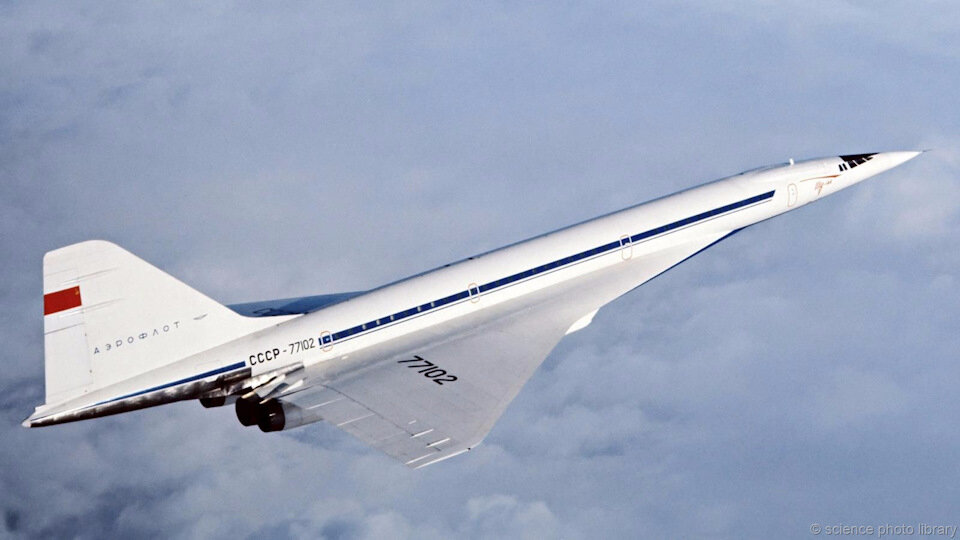 АЭРОФЛОТ
СССР-77102
77102
© science photo library